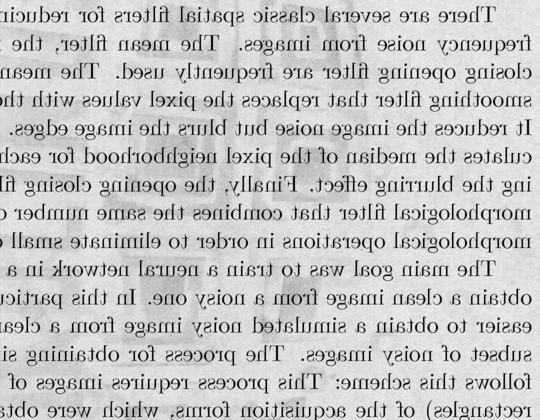 There are several classic spatial filters for reducin
frequency noise from images. The mean filter, the
closing opening filter are frequently used. The mean
smoothing filter that replaces the pixel values with the
It reduces the image noise but blurs the image edges.
culates the median of the pixel neighborhood for each
ing the blurring effect. Finally, the opening closing fil
morphological filter that combines the same number o
morphological operations in order to eliminate small
The main goal was to train a neural network in a
obtain a clean image from a noisy one. In this particu
easier to obtain a simulated noisy image from a clean
subset of noisy images. The process for obtaining si
follows this scheme: This process requires images of
rectangles) of the acquisition forms, which were obta